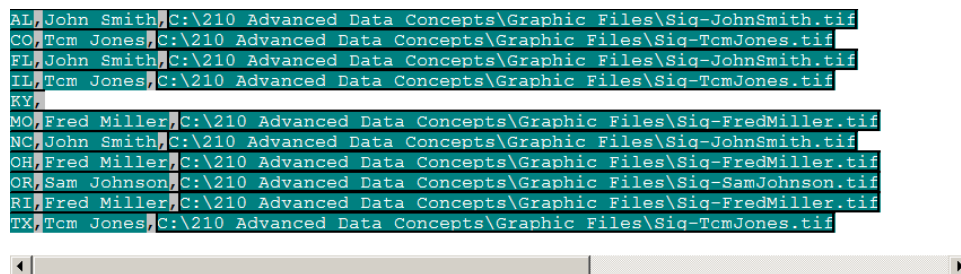 AL,John Smith,C:\210 Advanced Data Concepts\Graphic Files\Sig-JohnSmith.tif
CO,Tom Jones,C:\210 Advanced Data Concepts\Graphic Files\Sig-TomJones.tif
FL,John Smith,C:\210 Advanced Data Concepts\Graphic Files\Sig-JohnSmith.tif
IL,Tom Jones,C:\210 Advanced Data Concepts\Graphic Files\Sig-TomJones.tif
KY,
MO,Fred Miller,C:\210 Advanced Data Concepts\Graphic Files\Sig-FredMiller.tif
NC,John Smith,C:\210 Advanced Data Concepts\Graphic Files\Sig-JohnSmith.tif
OH,Fred Miller,C:\210 Advanced Data Concepts\Graphic Files\Sig-FredMiller.tif
OR,Sam Johnson,C:\210 Advanced Data Concepts\Graphic Files\Sig-SamJohnson.tif
RI,Fred Miller,C:\210 Advanced Data Concepts\Graphic Files\Sig-FredMiller.tif
TX,Tom Jones,C:\210 Advanced Data Concepts\Graphic Files\Sig-TomJones.tif